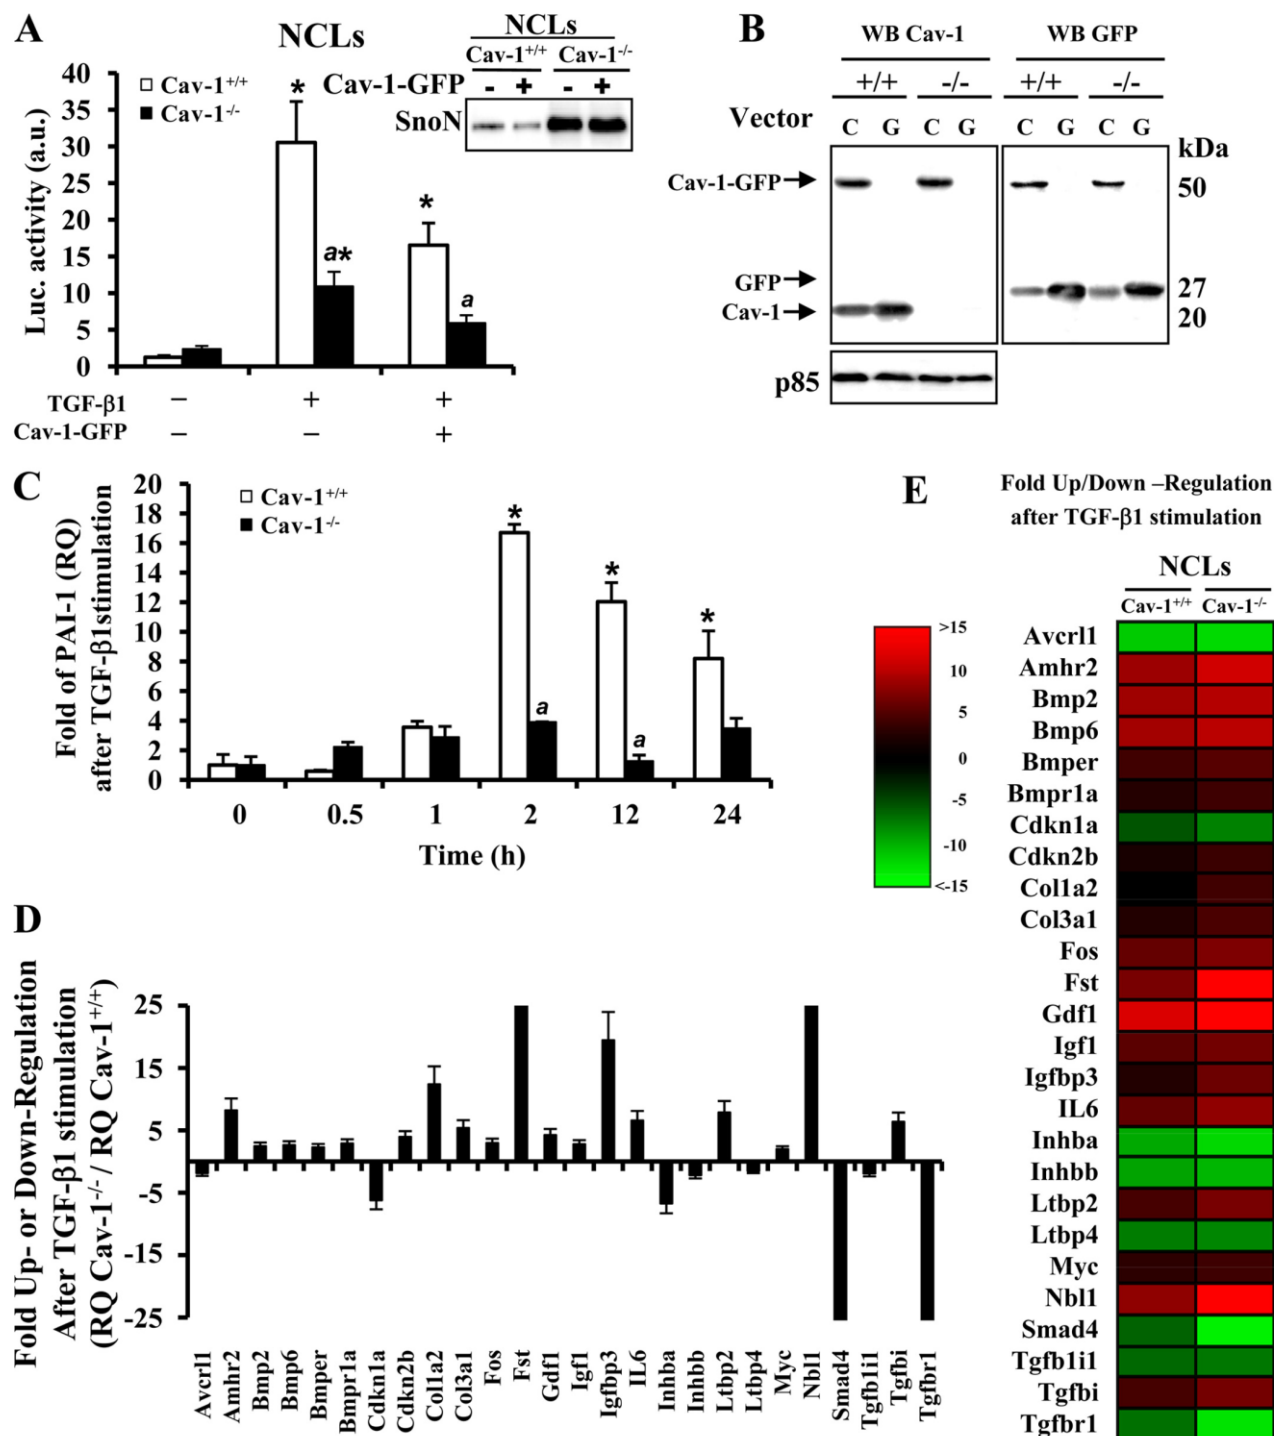 A
NCLs
NCLs
Cav-1+/+ Cav-1-/-
Cav-1-GFP - + - +
SnoN
Cav-1+/+
Cav-1-/-
Luc. activity (a.u.)
40
35
30
25
20
15
10
5
0
*
a*
*
a
TGF-β1 − + +
Cav-1-GFP − − +
B
WB Cav-1 WB GFP
+/+ -/- +/+ -/-
Vector C G C G C G C G
kDa
Cav-1-GFP 50
GFP 27
Cav-1 20
p85
C
Cav-1+/+
Cav-1-/-
Fold of PAI-1 (RQ)
after TGF-β1stimulation
20
18
16
14
12
10
8
6
4
2
0
*
a
*
a
*
0 0.5 1 2 12 24
Time (h)
D
Fold Up- or Down-Regulation
After TGF-β1 stimulation
(RQ Cav-1-/- / RQ Cav-1+/+)
25
15
5
-5
-15
-25
Avcrl1 Amhr2 Bmp2 Bmp6 Bmper Bmpr1a Cdkn1a Cdkn2b Col1a2 Col3a1 Fos Fst Gdf1 Igf1 Igfbp3 IL6 Inhba Inhbb Ltbp2 Ltbp4 Myc Nbl1 Smad4 Tgfb1i1 Tgfbi Tgfbr1
E
Fold Up/Down –Regulation
after TGF-β1 stimulation
NCLs
Cav-1+/+ Cav-1-/-
>15
10
5
0
-5
-10
<-15
Avcrl1
Amhr2
Bmp2
Bmp6
Bmper
Bmpr1a
Cdkn1a
Cdkn2b
Col1a2
Col3a1
Fos
Fst
Gdf1
Igf1
Igfbp3
IL6
Inhba
Inhbb
Ltbp2
Ltbp4
Myc
Nbl1
Smad4
Tgfb1i1
Tgfbi
Tgfbr1